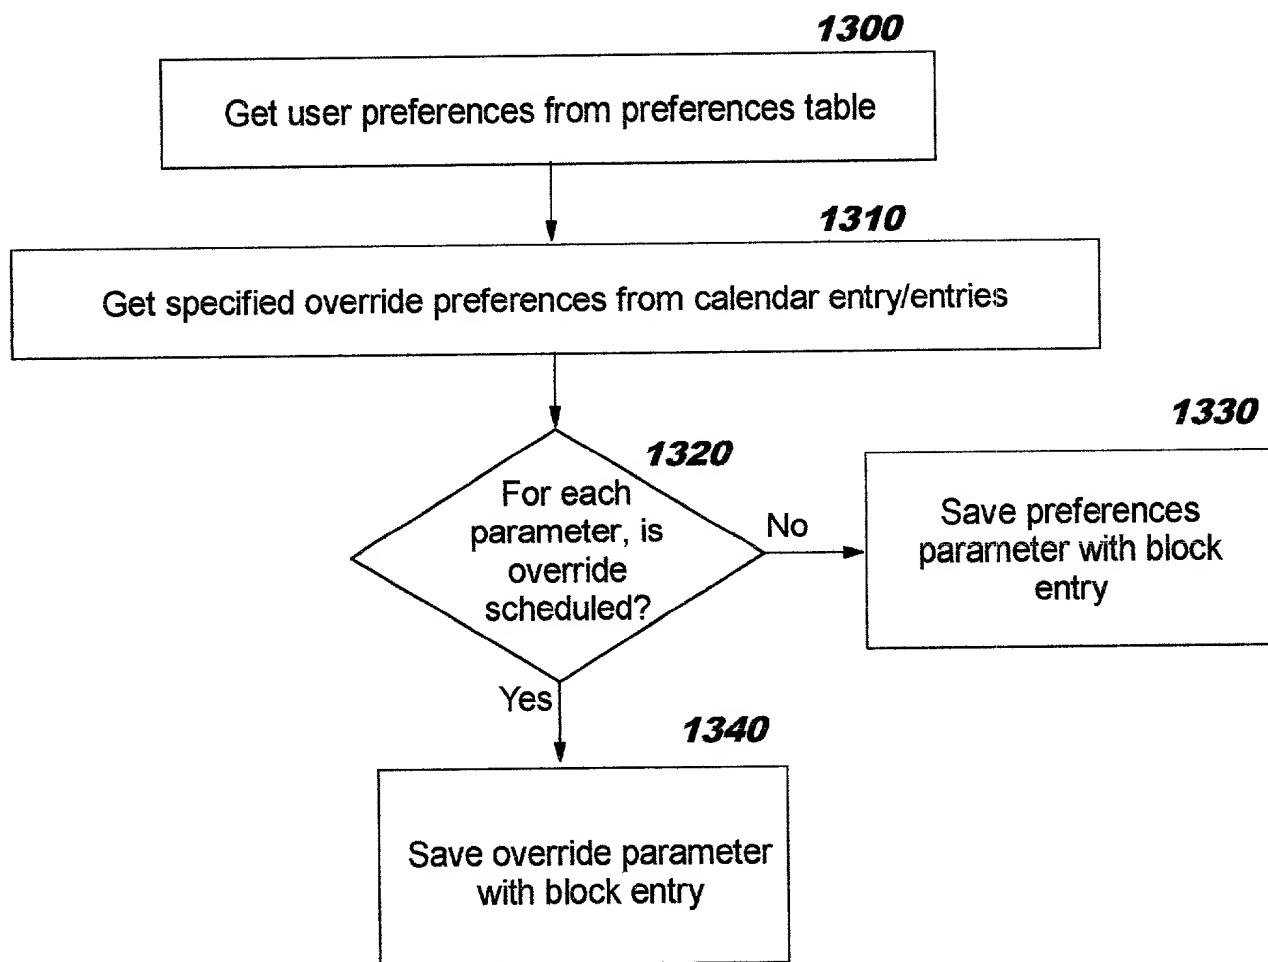 1300
Get user preferences from preferences table
1310
Get specified override preferences from calendar entry/entries
1320
For each
parameter, is
override
scheduled?
No
1330
Save preferences
parameter with block
entry
Yes
1340
Save override parameter
with block entry